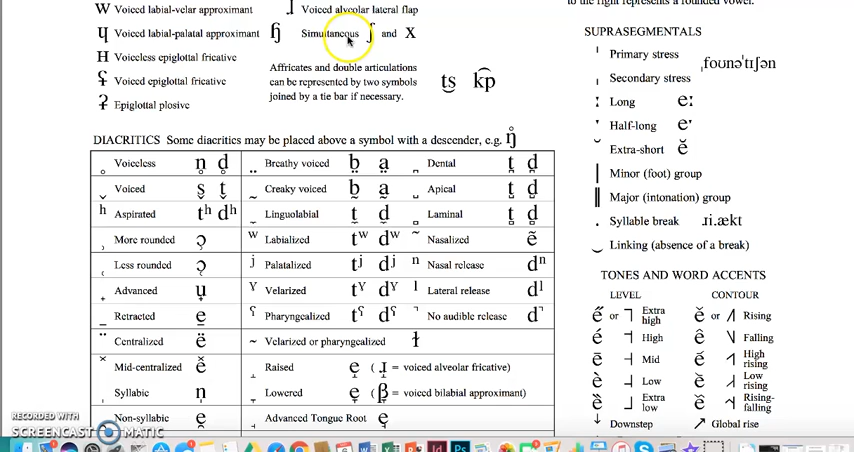 to the right represents a rounded vowel.
w Voiced labial-velar approximant
ɺ Voiced alveolar lateral flap
ɥ Voiced labial-palatal approximant
ɧ Simultaneous ʃ and x
ʜ Voiceless epiglottal fricative
ʢ Voiced epiglottal fricative
ʡ Epiglottal plosive
Affricates and double articulations
can be represented by two symbols
joined by a tie bar if necessary.
t͜s k͡p
DIACRITICS Some diacritics may be placed above a symbol with a descender, e.g. ŋ̊
̥ Voiceless n̥ d̥ ̤ Breathy voiced b̤ a̤ ̪ Dental t̪ d̪
̬ Voiced s̬ t̬ ̰ Creaky voiced b̰ a̰ ̺ Apical t̺ d̺
ʰ Aspirated tʰ dʰ ̼ Linguolabial t̼ d̼ ̻ Laminal t̻ d̻
̹ More rounded ɔ̹ ʷ Labialized tʷ dʷ ̃ Nasalized ẽ
̜ Less rounded ɔ̜ ʲ Palatalized tʲ dʲ ⁿ Nasal release dⁿ
̟ Advanced u̟ ˠ Velarized tˠ dˠ ˡ Lateral release dˡ
̠ Retracted e̠ ˤ Pharyngealized tˤ dˤ ̚ No audible release d̚
̈ Centralized ë ̴ Velarized or pharyngealized ɫ
̽ Mid-centralized e̽ ̝ Raised e̝ (ɹ̝ = voiced alveolar fricative)
̩ Syllabic n̩ ̞ Lowered e̞ (β̞ = voiced bilabial approximant)
̯ Non-syllabic e̯ ̘ Advanced Tongue Root e̘
SUPRASEGMENTALS
ˈ Primary stress
ˌ Secondary stress
ˌfoʊnəˈtɪʃən
ː Long eː
ˑ Half-long eˑ
̆ Extra-short ĕ
| Minor (foot) group
‖ Major (intonation) group
. Syllable break ɹi.ækt
‿ Linking (absence of a break)
TONES AND WORD ACCENTS
LEVEL CONTOUR
e̋ or ˥ Extra high ě or ˩˥ Rising
é ˦ High ê ˥˩ Falling
ē ˧ Mid e᷄ ˦˥ High rising
è ˨ Low e᷅ ˩˨ Low rising
ȅ ˩ Extra low e᷈ ˧˦˧ Rising-falling
↓ Downstep ↗ Global rise
RECORDED WITH
SCREENCAST MATIC